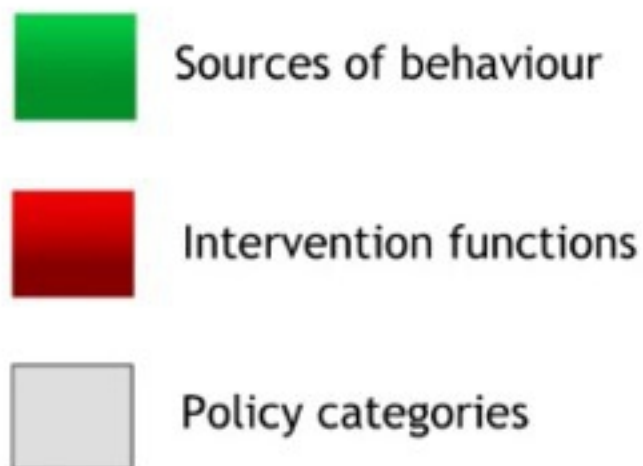 Sources of behaviour
Intervention functions
Policy categories